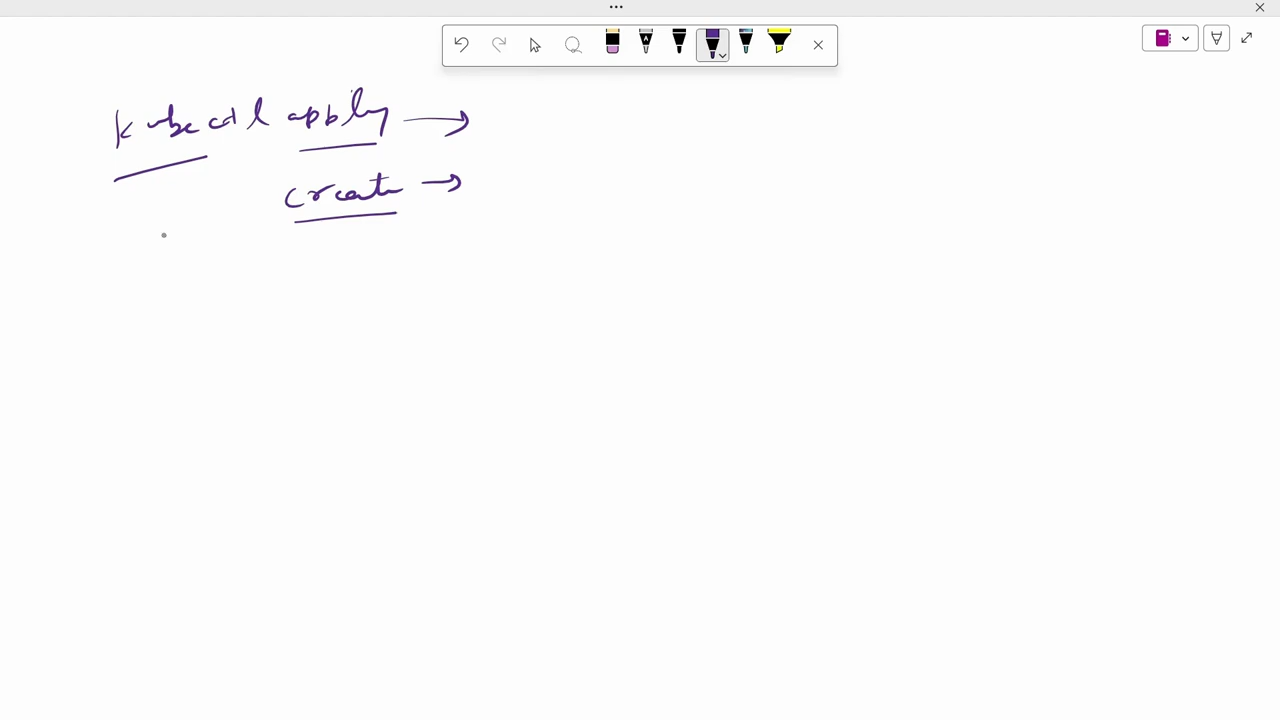 kubectl apply →
create →